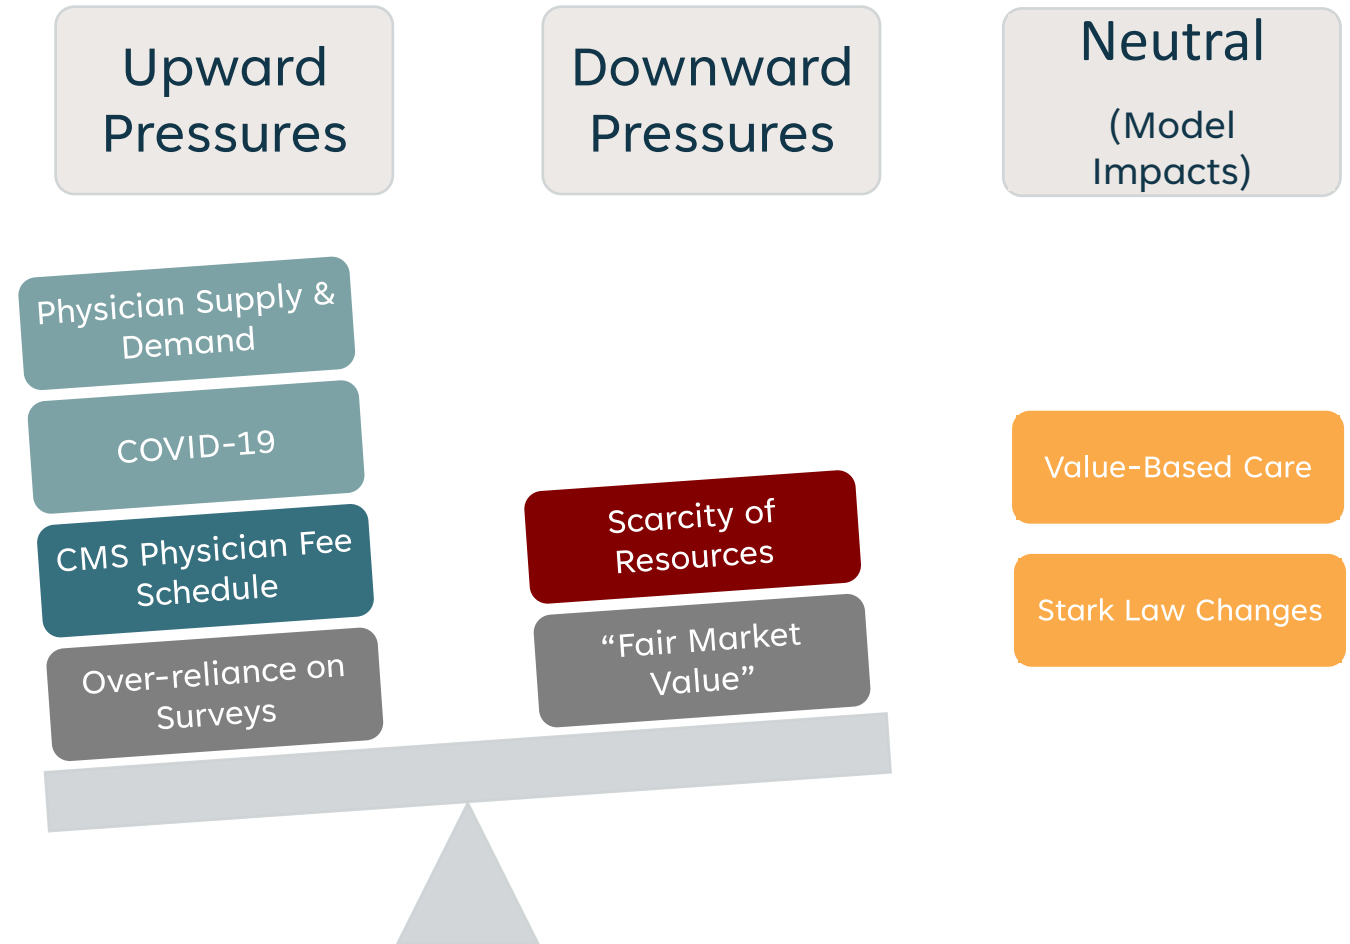 Upward
Pressures
Downward
Pressures
Neutral
(Model
Impacts)
Physician Supply &
Demand
COVID-19
CMS Physician Fee
Schedule
Over-reliance on
Surveys
Scarcity of
Resources
“Fair Market
Value”
Value-Based Care
Stark Law Changes